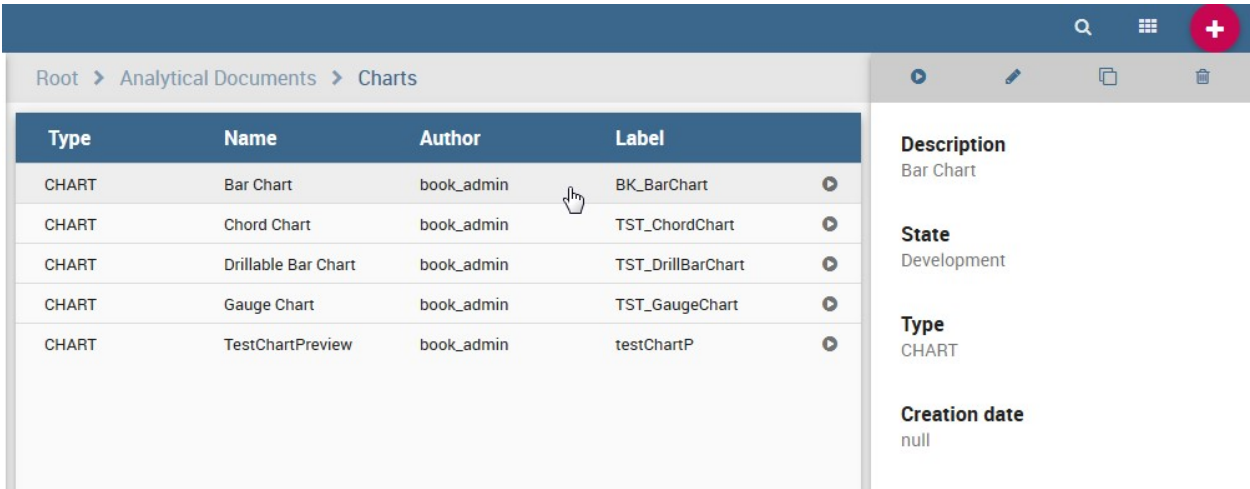 Root > Analytical Documents > Charts
Type Name Author Label
CHART Bar Chart book_admin BK_BarChart
CHART Chord Chart book_admin TST_ChordChart
CHART Drillable Bar Chart book_admin TST_DrillBarChart
CHART Gauge Chart book_admin TST_GaugeChart
CHART TestChartPreview book_admin testChartP
Description
Bar Chart
State
Development
Type
CHART
Creation date
null